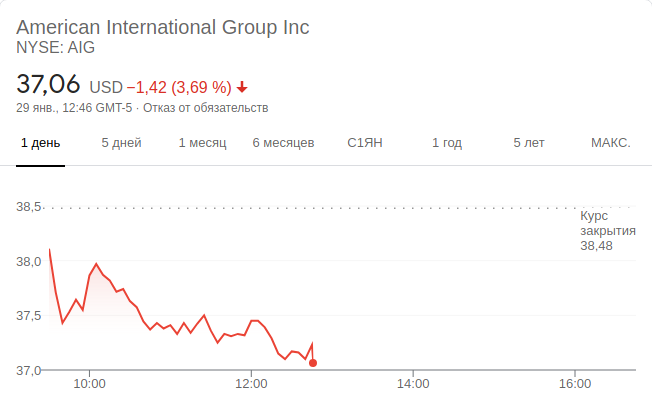 American International Group Inc
NYSE: AIG
37,06 USD −1,42 (3,69 %)
29 янв., 12:46 GMT-5 · Отказ от обязательств
1 день 5 дней 1 месяц 6 месяцев С1ЯН 1 год 5 лет МАКС.
38,5
Курс
закрытия
38,48
38,0
37,5
37,0
10:00 12:00 14:00 16:00